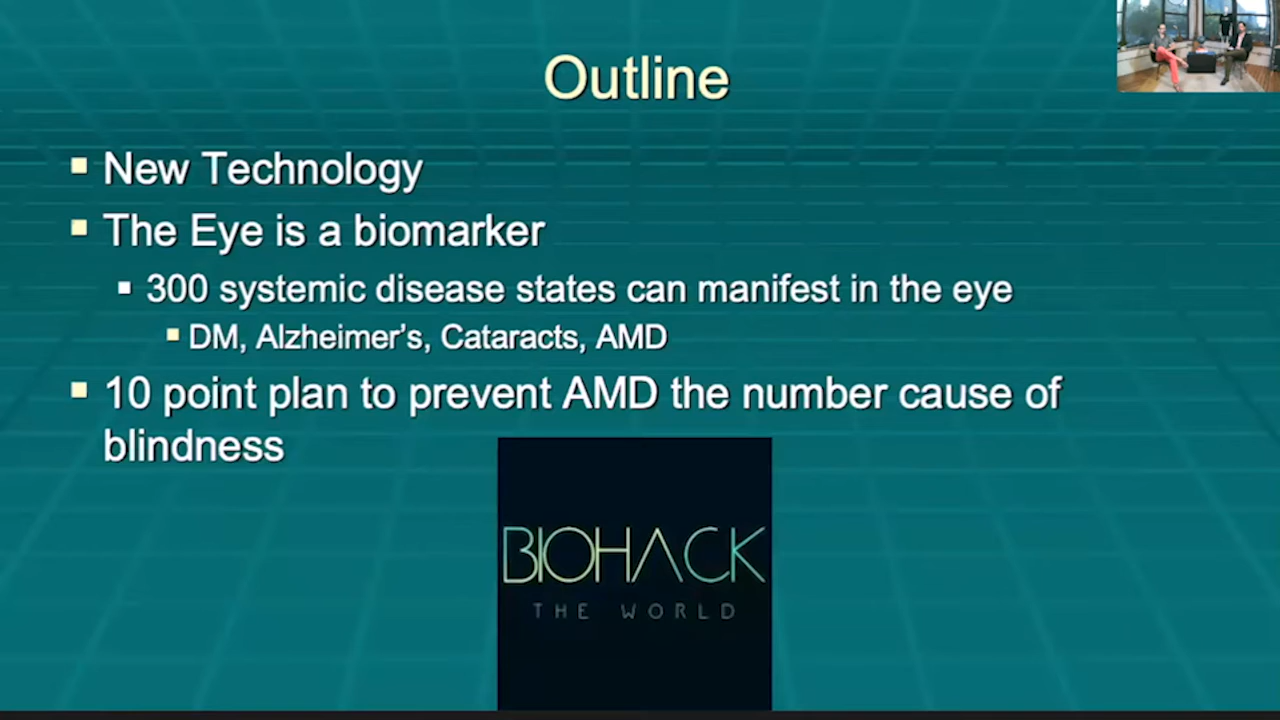 Outline
New Technology
The Eye is a biomarker
300 systemic disease states can manifest in the eye
DM, Alzheimer's, Cataracts, AMD
10 point plan to prevent AMD the number cause of
blindness
BIOHACK
THE WORLD